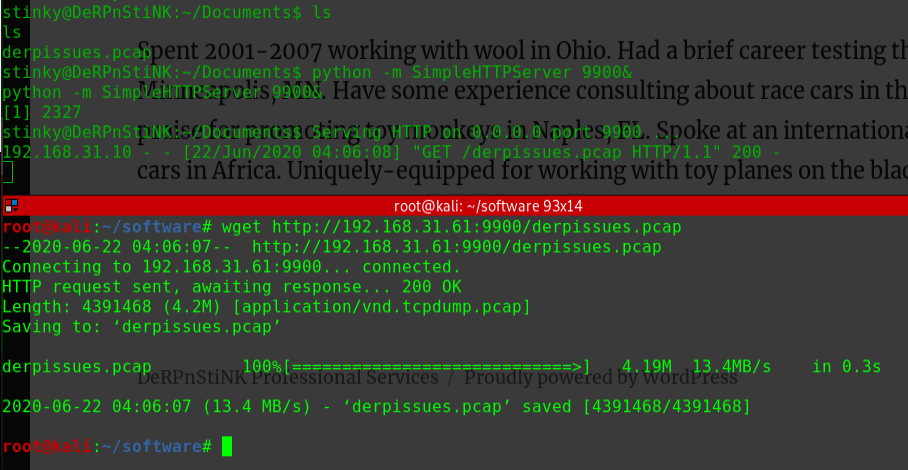 stinky@DeRPnStiNK:~/Documents$ ls
ls
derpissues.pcap
Spent 2001-2007 working with wool in Ohio. Had a brief career testing th
stinky@DeRPnStiNK:~/Documents$ python -m SimpleHTTPServer 9900&
Minneapolis, MN. Have some experience consulting about race cars in th
python -m SimpleHTTPServer 9900&
[1] 2327
stinky@DeRPnStiNK:~/Documents$ Serving HTTP on 0.0.0.0 port 9900 ...
for promoting toy monkeys in Naples, FL. Spoke at an internationa
192.168.31.10 - - [22/Jun/2020 04:06:08] "GET /derpissues.pcap HTTP/1.1" 200 -
cars in Africa. Uniquely-equipped for working with toy planes on the blac
root@kali: ~/software 93x14
root@kali:~/software# wget http://192.168.31.61:9900/derpissues.pcap
--2020-06-22 04:06:07--  http://192.168.31.61:9900/derpissues.pcap
Connecting to 192.168.31.61:9900... connected.
HTTP request sent, awaiting response... 200 OK
Length: 4391468 (4.2M) [application/vnd.tcpdump.pcap]
Saving to: ‘derpissues.pcap’
derpissues.pcap         100%[============================>]   4.19M  13.4MB/s    in 0.3s
DeRPnStiNK Professional Services / Proudly powered by WordPress
2020-06-22 04:06:07 (13.4 MB/s) - ‘derpissues.pcap’ saved [4391468/4391468]
root@kali:~/software#